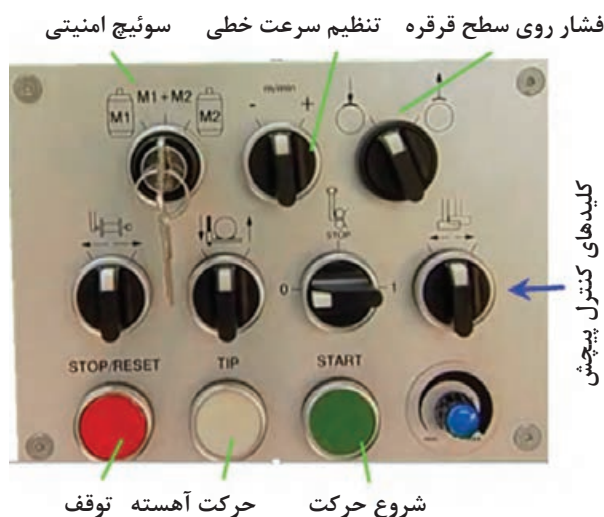 فشار روی سطح قرقره
تنظیم سرعت خطی
سوئیچ امنیتی
M1
M1+M2
M2
m/min
- +
کلیدهای کنترل پیچش
STOP
0 1
STOP/RESET
TIP
START
شروع حرکت
حرکت آهسته
توقف